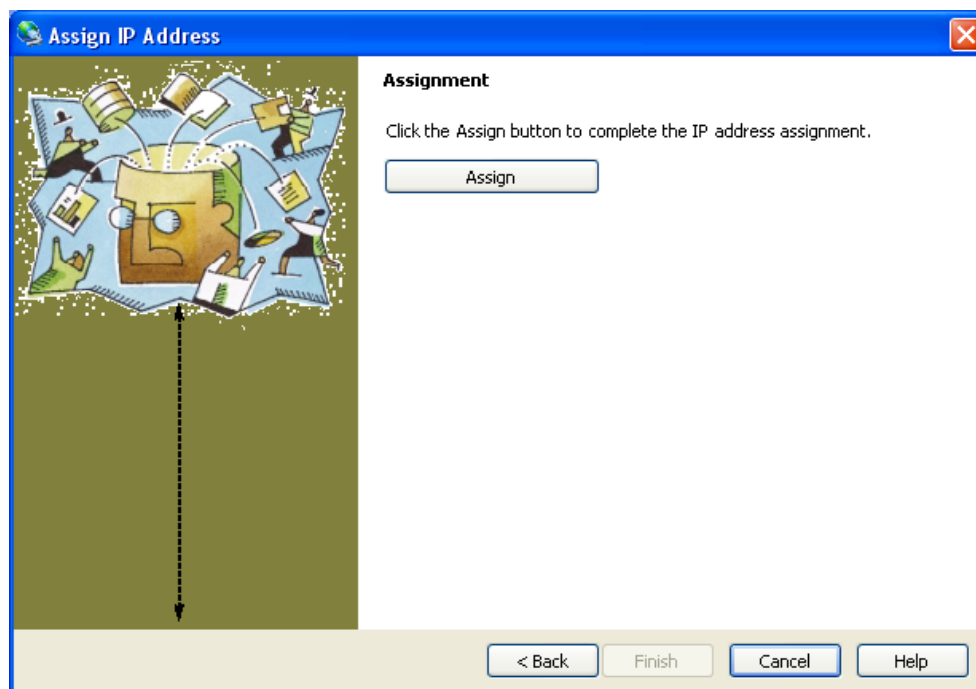 Assign IP Address
Assignment
Click the Assign button to complete the IP address assignment.
Assign
< Back
Finish
Cancel
Help